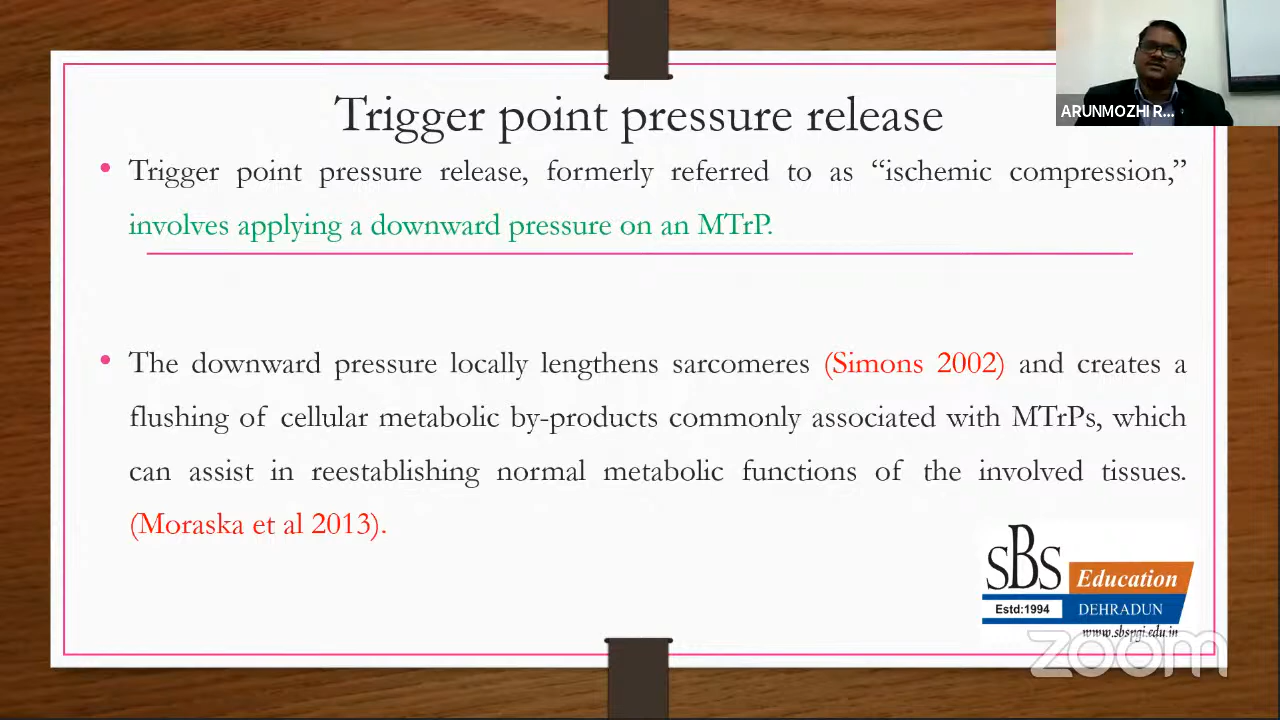 Trigger point pressure release
ARUNMOZHI R...
• Trigger point pressure release, formerly referred to as “ischemic compression,”
involves applying a downward pressure on an MTrP.
• The downward pressure locally lengthens sarcomeres (Simons 2002) and creates a
flushing of cellular metabolic by-products commonly associated with MTrPs, which
can assist in reestablishing normal metabolic functions of the involved tissues.
(Moraska et al 2013).
SBS Education
Estd:1994 DEHRADUN
www.sbspgi.edu.in
zoom